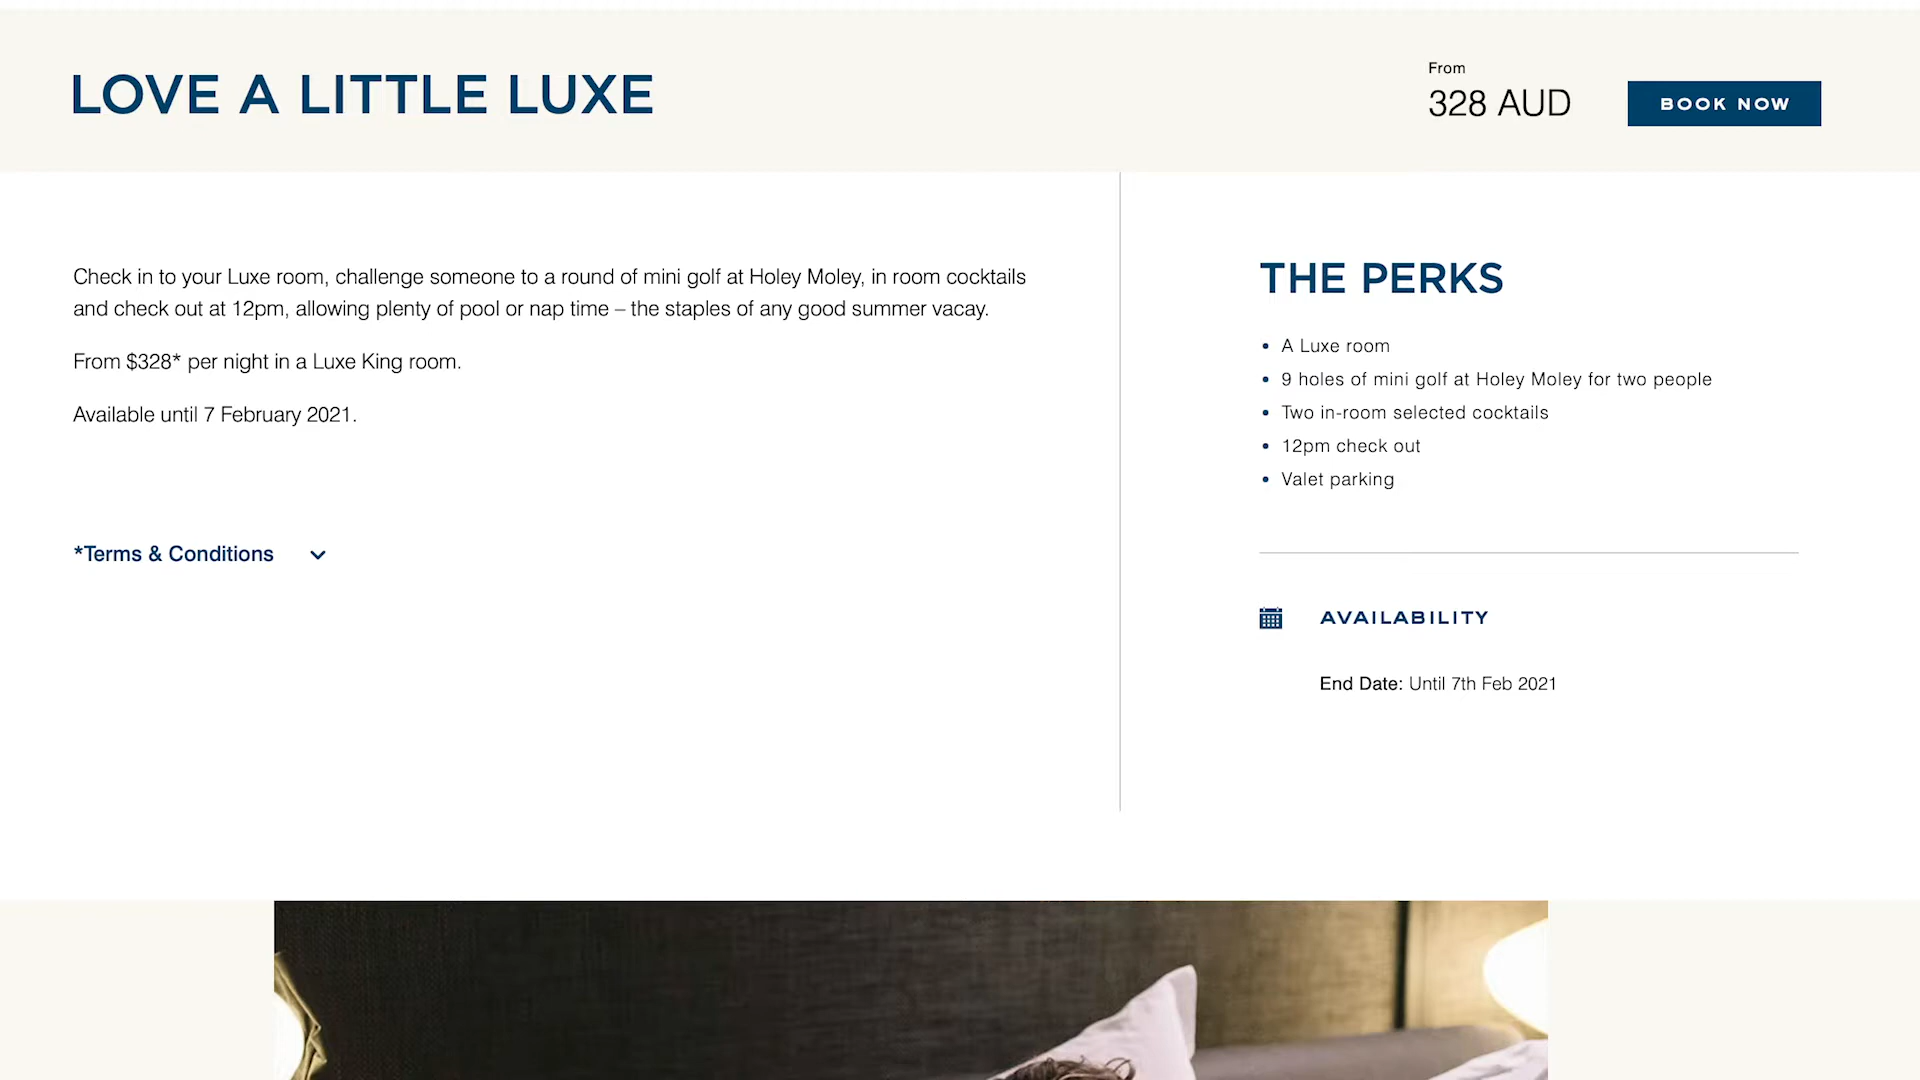 LOVE A LITTLE LUXE
From
328 AUD
BOOK NOW
Check in to your Luxe room, challenge someone to a round of mini golf at Holey Moley, in room cocktails
and check out at 12pm, allowing plenty of pool or nap time – the staples of any good summer vacay.
From $328* per night in a Luxe King room.
Available until 7 February 2021.
*Terms & Conditions
THE PERKS
• A Luxe room
• 9 holes of mini golf at Holey Moley for two people
• Two in-room selected cocktails
• 12pm check out
• Valet parking
AVAILABILITY
End Date: Until 7th Feb 2021